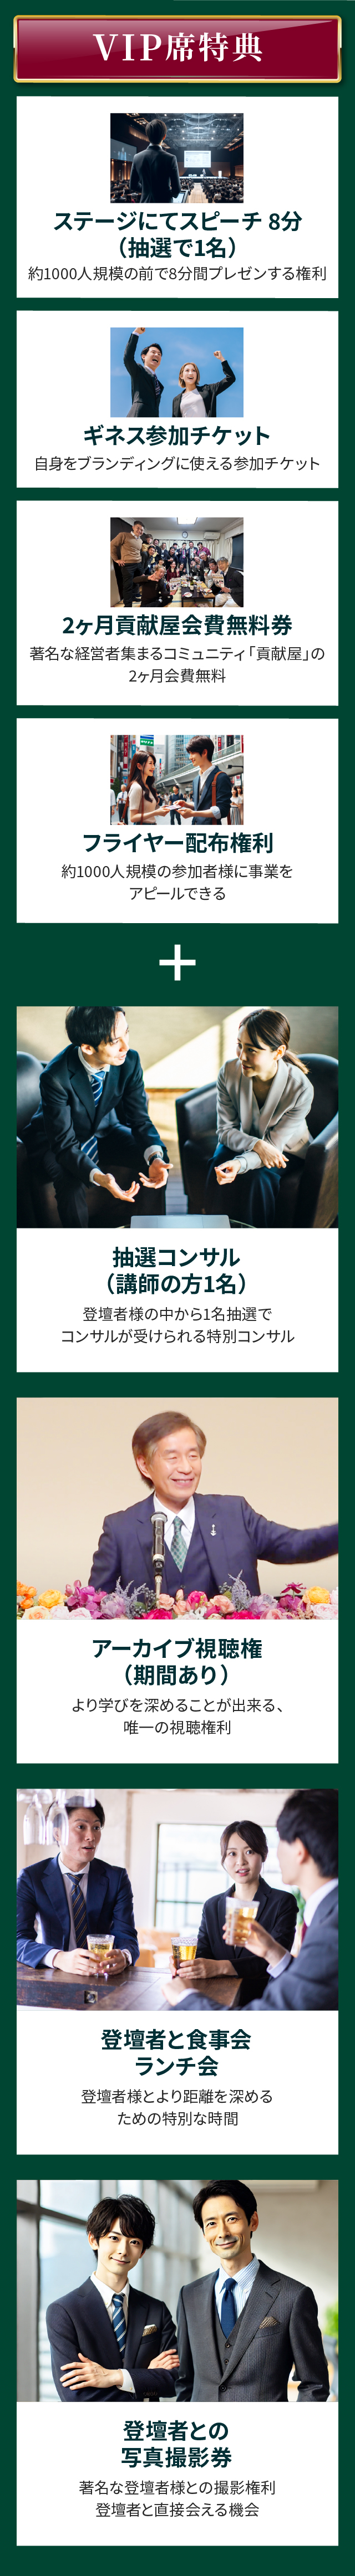 VIP席特典
ステージにてスピーチ 8分
（抽選で1名）
約1000人規模の前で8分間プレゼンする権利
ギネス参加チケット
自身をブランディングに使える参加チケット
2ヶ月貢献屋会費無料券
著名な経営者集まるコミュニティ「貢献屋」の
2ヶ月会費無料
フライヤー配布権利
約1000人規模の参加者様に事業を
アピールできる
+
抽選コンサル
（講師の方1名）
登壇者様の中から1名抽選で
コンサルが受けられる特別コンサル
アーカイブ視聴権
（期間あり）
より学びを深めることが出来る、
唯一の視聴権利
登壇者と食事会
ランチ会
登壇者様とより距離を深める
ための特別な時間
登壇者との
写真撮影券
著名な登壇者様との撮影権利
登壇者と直接会える機会